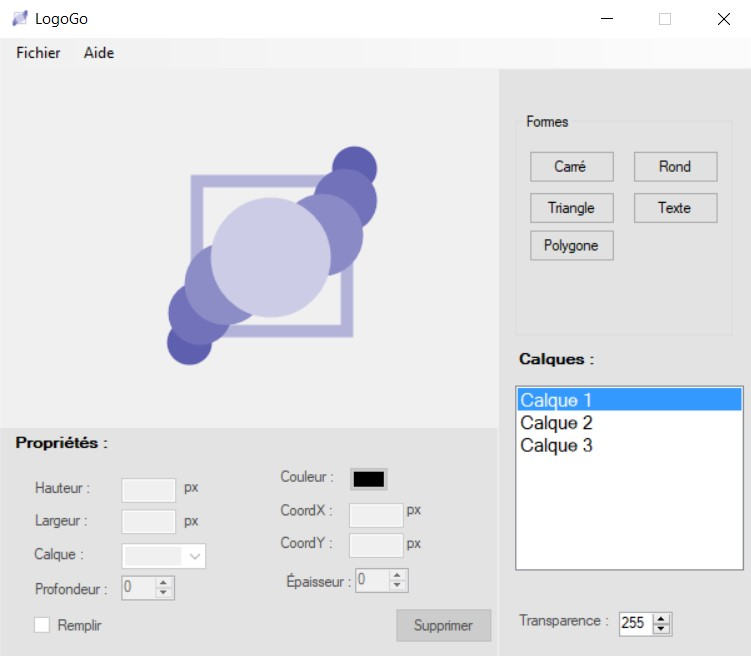 LogoGo
Fichier Aide
Formes
Carré Rond
Triangle Texte
Polygone
Calques :
Calque 1
Calque 2
Calque 3
Transparence : 255
Propriétés :
Hauteur : px
Largeur : px
Calque :
Profondeur : 0
Remplir
Couleur :
CoordX : px
CoordY : px
Épaisseur : 0
Supprimer